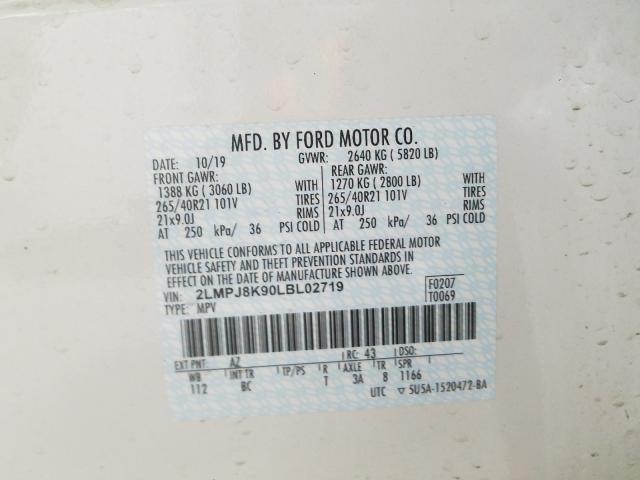 MFD. BY FORD MOTOR CO.
DATE: 10/19 GVWR: 2640 KG ( 5820 LB)
FRONT GAWR: REAR GAWR:
1388 KG ( 3060 LB) WITH 1270 KG ( 2800 LB) WITH
265/40R21 101V TIRES 265/40R21 101V TIRES
21x9.0J RIMS 21x9.0J RIMS
AT 250 kPa/ 36 PSI COLD AT 250 kPa/ 36 PSI COLD
THIS VEHICLE CONFORMS TO ALL APPLICABLE FEDERAL MOTOR
VEHICLE SAFETY AND THEFT PREVENTION STANDARDS IN
EFFECT ON THE DATE OF MANUFACTURE SHOWN ABOVE.
VIN: 2LMPJ8K90LBL02719 F0207
TYPE: MPV T0069
EXT PNT: AZ RC: 43 DSO:
WB INT TR TP/PS R AXLE TR SPR
112 BC T 3A 8 1166
UTC ▽ 5U5A-1520472-BA